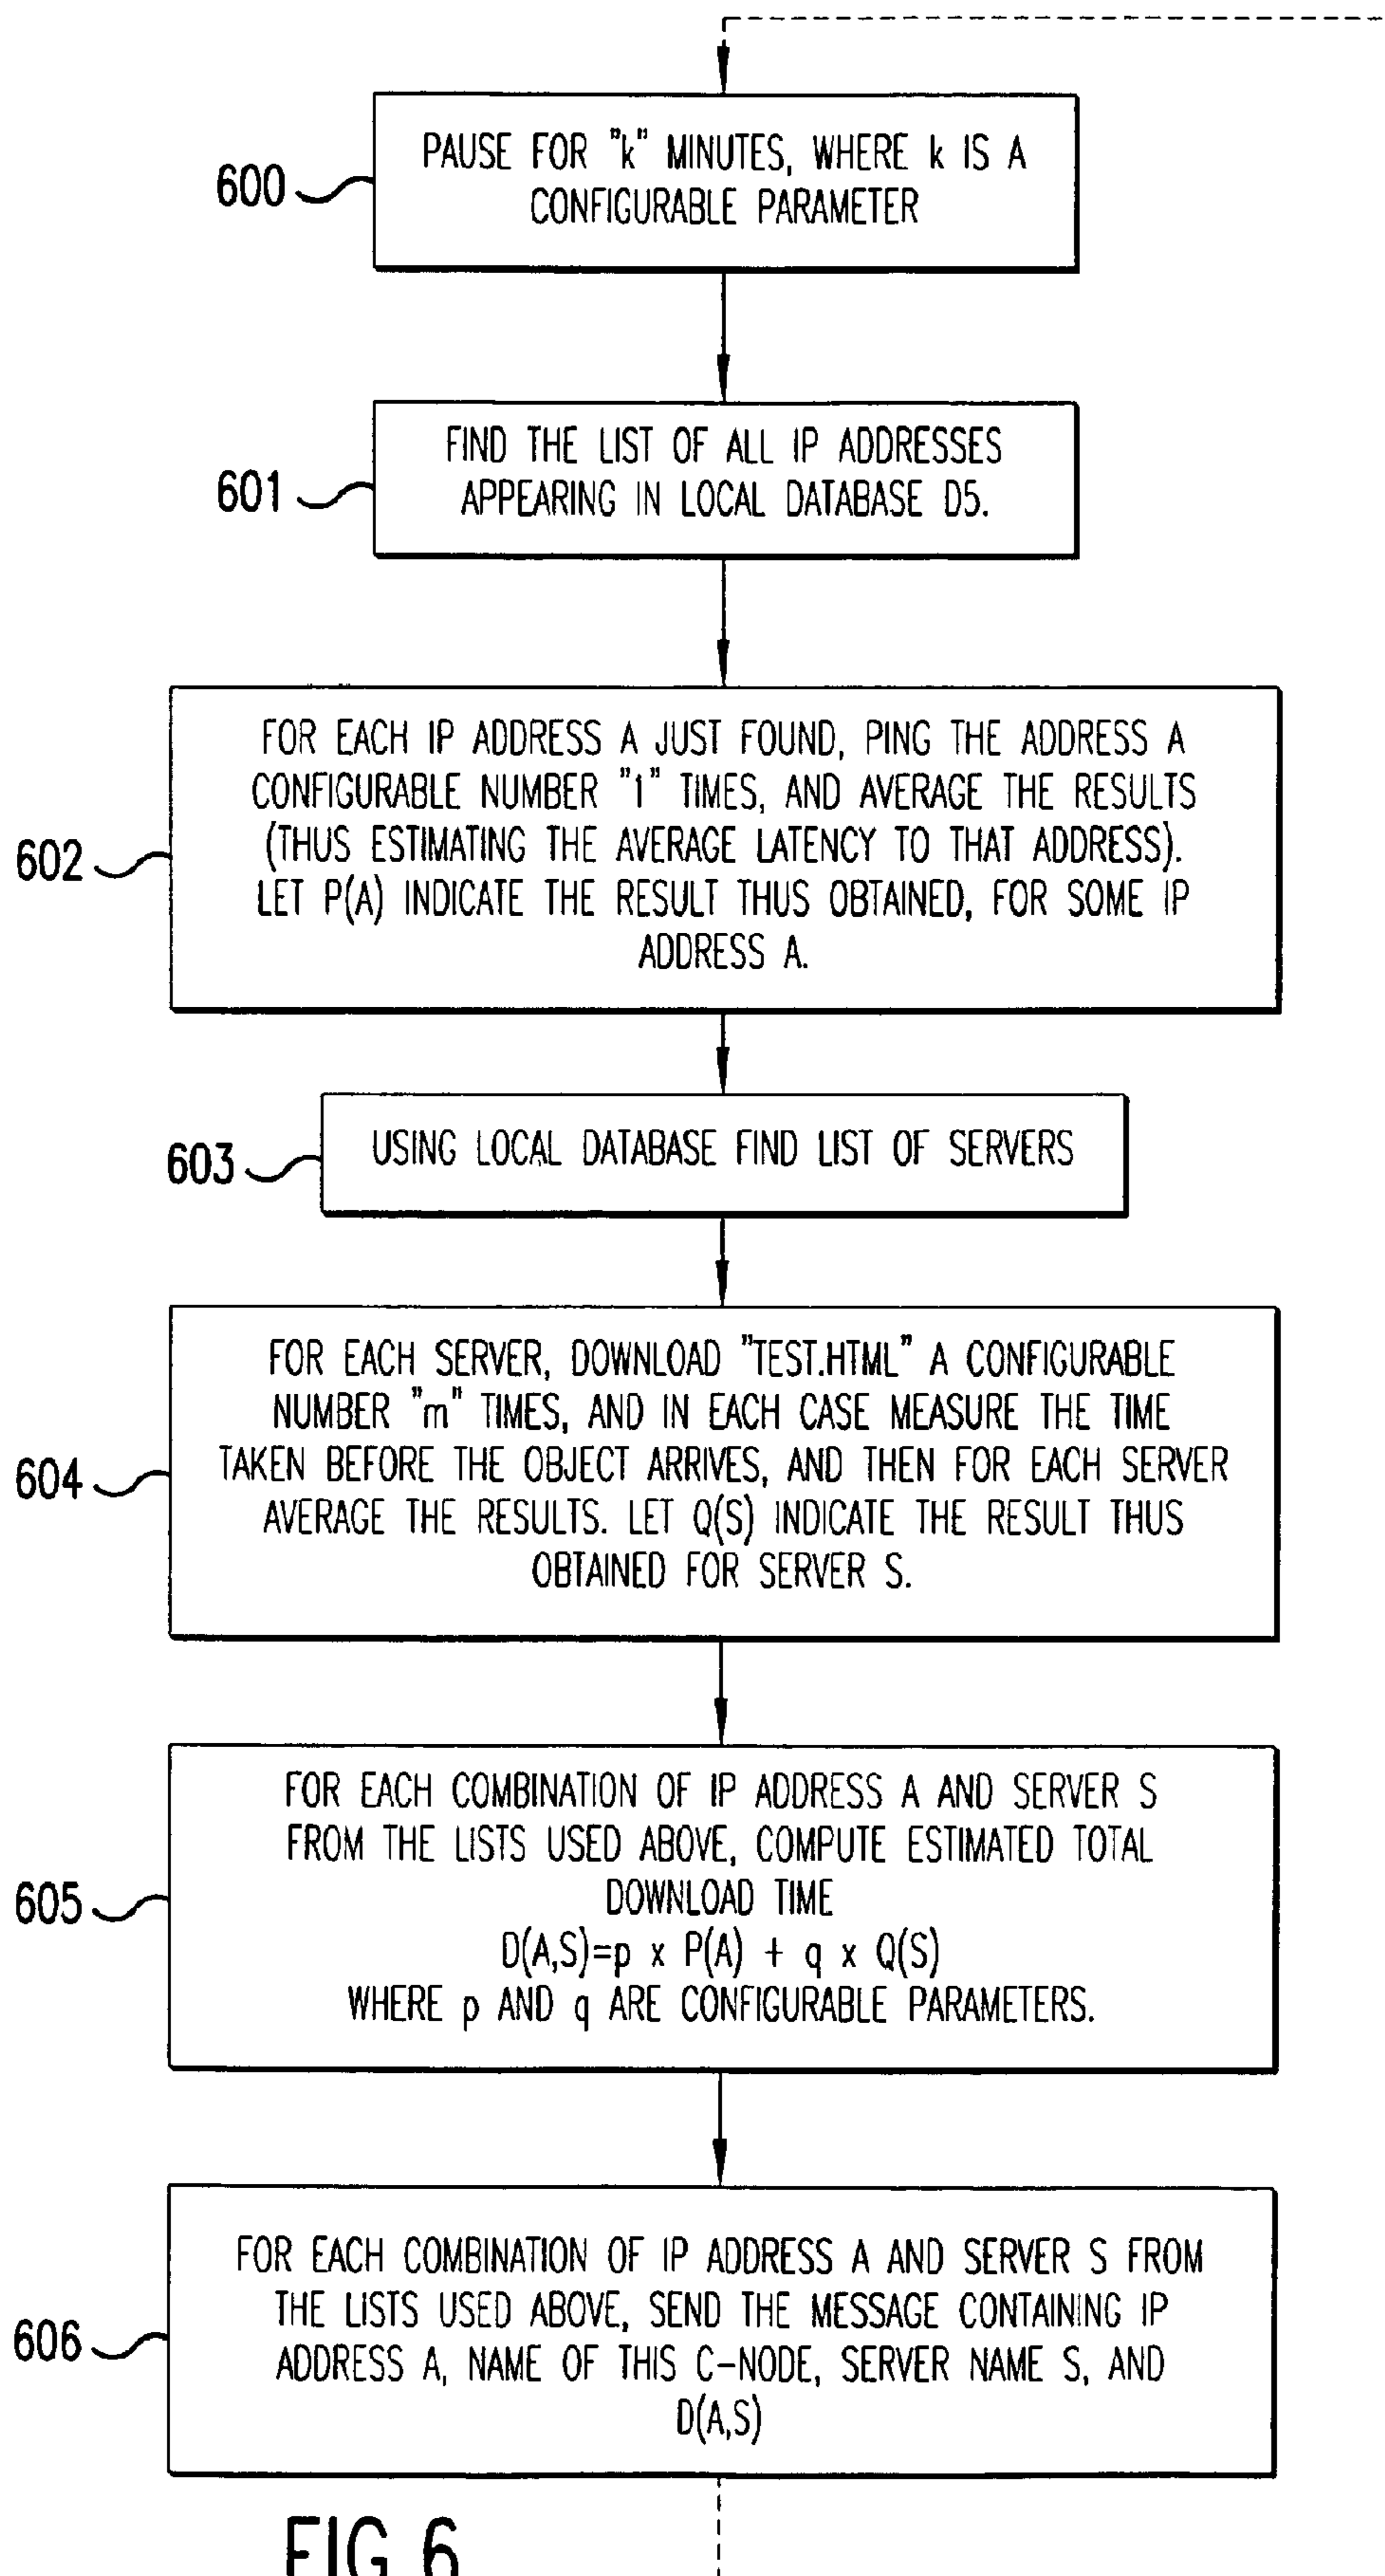 600
PAUSE FOR "k" MINUTES, WHERE k IS A
CONFIGURABLE PARAMETER
601
FIND THE LIST OF ALL IP ADDRESSES
APPEARING IN LOCAL DATABASE D5.
602
FOR EACH IP ADDRESS A JUST FOUND, PING THE ADDRESS A
CONFIGURABLE NUMBER "1" TIMES, AND AVERAGE THE RESULTS
(THUS ESTIMATING THE AVERAGE LATENCY TO THAT ADDRESS).
LET P(A) INDICATE THE RESULT THUS OBTAINED, FOR SOME IP
ADDRESS A.
603
USING LOCAL DATABASE FIND LIST OF SERVERS
604
FOR EACH SERVER, DOWNLOAD "TEST.HTML" A CONFIGURABLE
NUMBER "m" TIMES, AND IN EACH CASE MEASURE THE TIME
TAKEN BEFORE THE OBJECT ARRIVES, AND THEN FOR EACH SERVER
AVERAGE THE RESULTS. LET Q(S) INDICATE THE RESULT THUS
OBTAINED FOR SERVER S.
605
FOR EACH COMBINATION OF IP ADDRESS A AND SERVER S
FROM THE LISTS USED ABOVE, COMPUTE ESTIMATED TOTAL
DOWNLOAD TIME
D(A,S)=p x P(A) + q x Q(S)
WHERE p AND q ARE CONFIGURABLE PARAMETERS.
606
FOR EACH COMBINATION OF IP ADDRESS A AND SERVER S FROM
THE LISTS USED ABOVE, SEND THE MESSAGE CONTAINING IP
ADDRESS A, NAME OF THIS C-NODE, SERVER NAME S, AND
D(A,S)
FIG 6